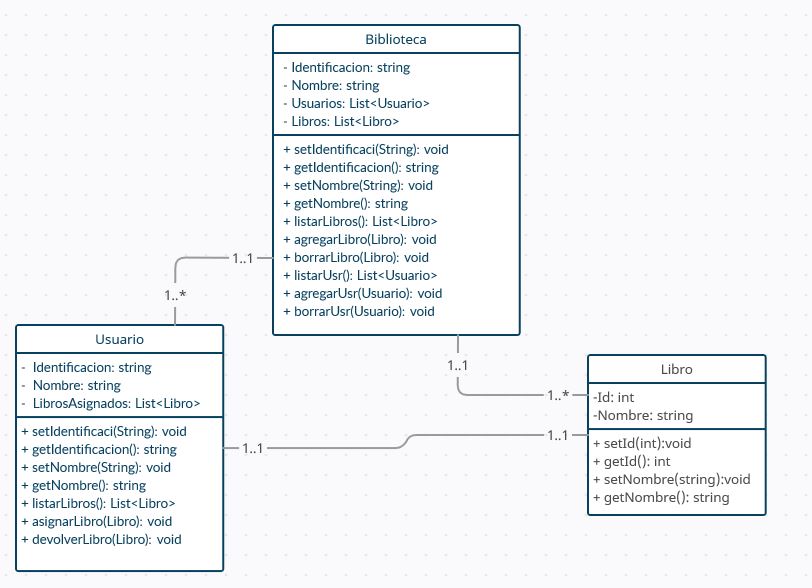 Biblioteca
- Identificacion: string
- Nombre: string
- Usuarios: List<Usuario>
- Libros: List<Libro>
+ setIdentificaci(String): void
+ getIdentificacion(): string
+ setNombre(String): void
+ getNombre(): string
+ listarLibros(): List<Libro>
+ agregarLibro(Libro): void
+ borrarLibro(Libro): void
+ listarUsr(): List<Usuario>
+ agregarUsr(Usuario): void
+ borrarUsr(Usuario): void
1..1
1..*
Usuario
- Identificacion: string
- Nombre: string
- LibrosAsignados: List<Libro>
+ setIdentificaci(String): void
+ getIdentificacion(): string
+ setNombre(String): void
+ getNombre(): string
+ listarLibros(): List<Libro>
+ asignarLibro(Libro): void
+ devolverLibro(Libro): void
1..1
1..*
1..1
1..1
Libro
-Id: int
-Nombre: string
+ setId(int):void
+ getId(): int
+ setNombre(string):void
+ getNombre(): string